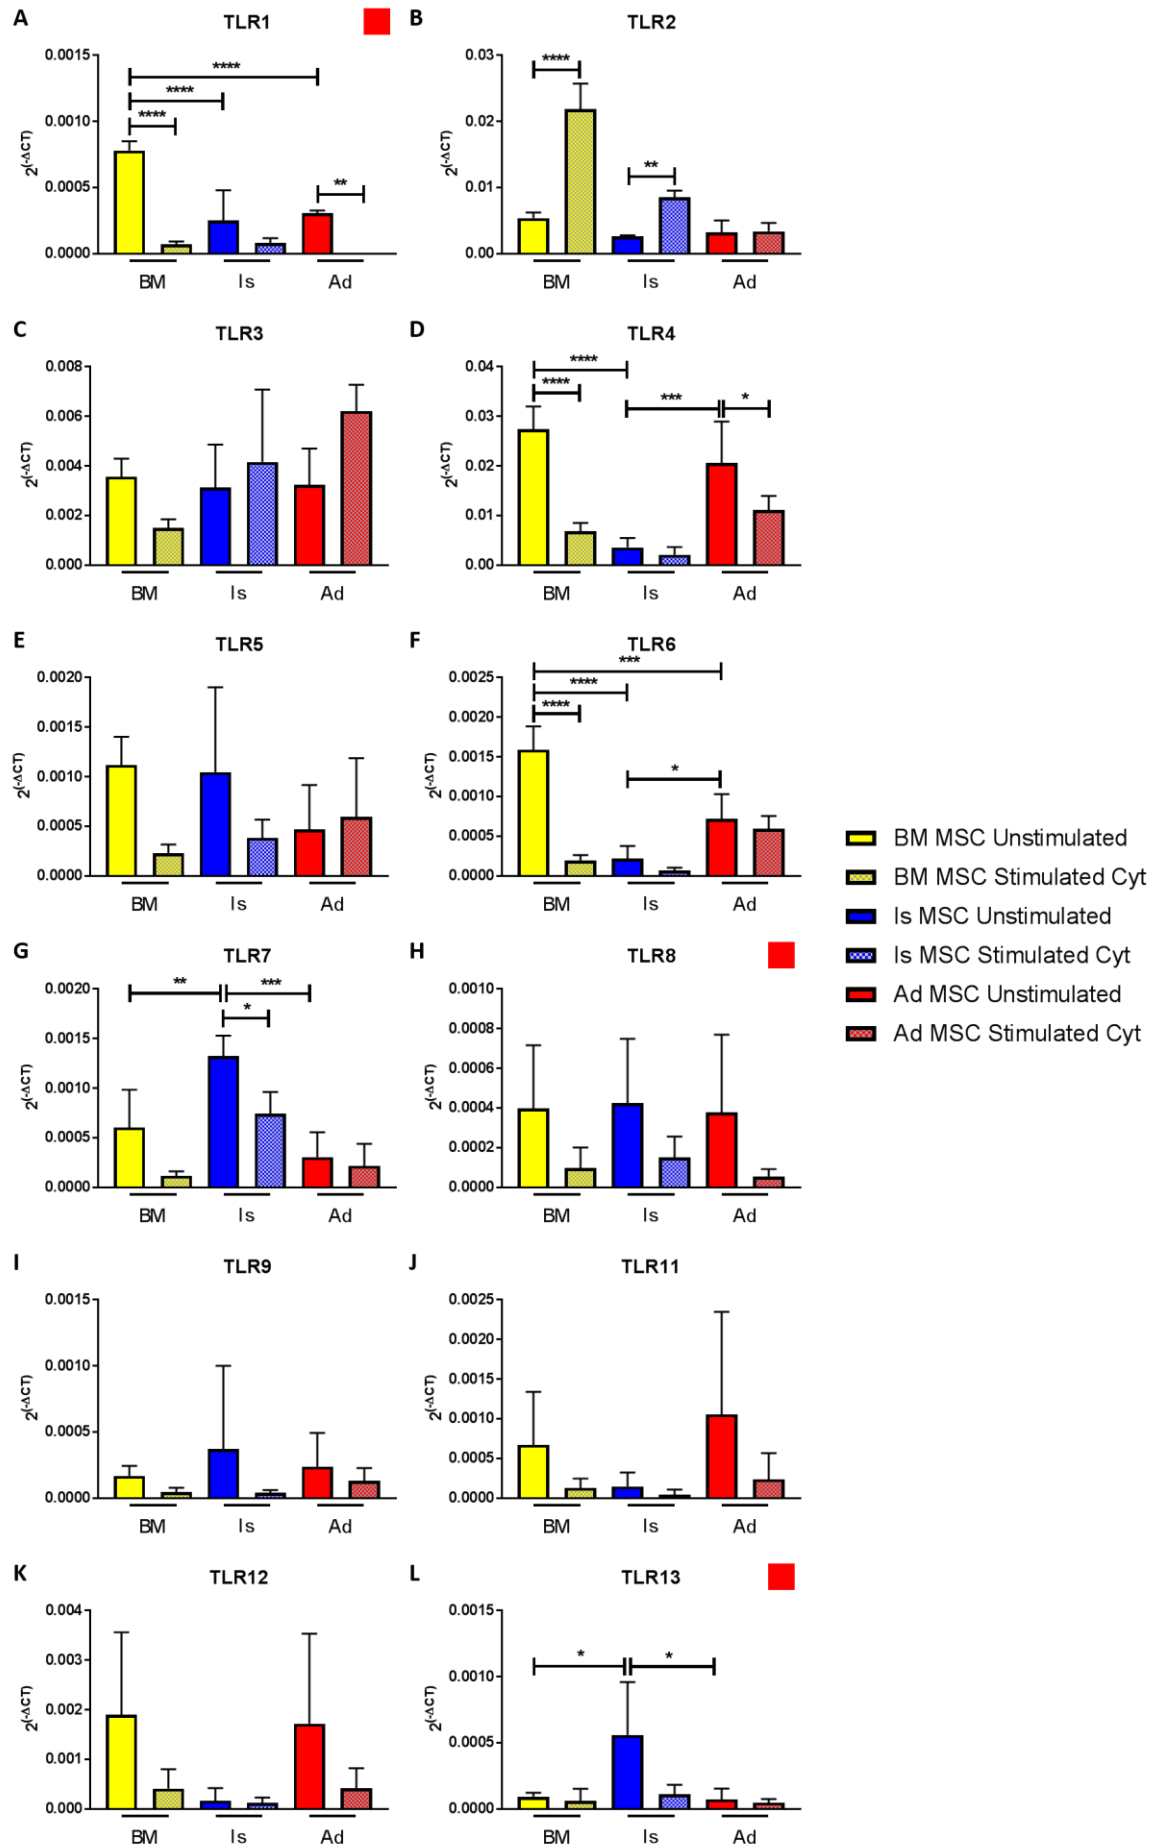 A TLR1
0.0015
0.0010
0.0005
0.0000
2(-ΔCT)
****
****
****
**
BM Is Ad
B TLR2
0.03
0.02
0.01
0.00
2(-ΔCT)
****
**
BM Is Ad
C TLR3
0.008
0.006
0.004
0.002
0.000
2(-ΔCT)
BM Is Ad
D TLR4
0.04
0.03
0.02
0.01
0.00
2(-ΔCT)
****
****
***
*
BM Is Ad
E TLR5
0.0020
0.0015
0.0010
0.0005
0.0000
2(-ΔCT)
BM Is Ad
F TLR6
0.0025
0.0020
0.0015
0.0010
0.0005
0.0000
2(-ΔCT)
***
****
****
*
BM Is Ad
BM MSC Unstimulated
BM MSC Stimulated Cyt
Is MSC Unstimulated
Is MSC Stimulated Cyt
Ad MSC Unstimulated
Ad MSC Stimulated Cyt
G TLR7
0.0020
0.0015
0.0010
0.0005
0.0000
2(-ΔCT)
** ***
*
BM Is Ad
H TLR8
0.0010
0.0008
0.0006
0.0004
0.0002
0.0000
2(-ΔCT)
BM Is Ad
I TLR9
0.0015
0.0010
0.0005
0.0000
2(-ΔCT)
BM Is Ad
J TLR11
0.0025
0.0020
0.0015
0.0010
0.0005
0.0000
2(-ΔCT)
BM Is Ad
K TLR12
0.004
0.003
0.002
0.001
0.000
2(-ΔCT)
BM Is Ad
L TLR13
0.0015
0.0010
0.0005
0.0000
2(-ΔCT)
* *
BM Is Ad